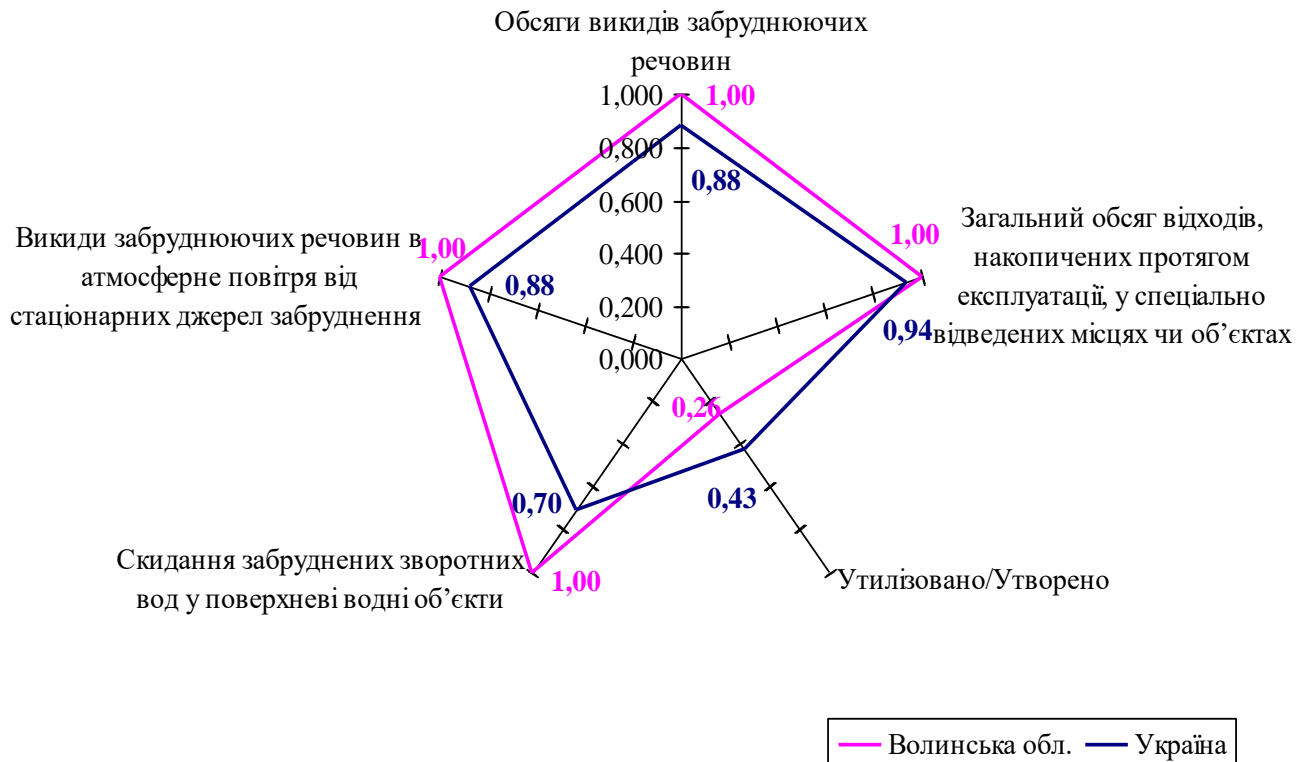 Обсяги викидів забруднюючих
речовин
1,000
1,00
0,800
0,88
0,600
0,400
0,200
0,000
Загальний обсяг відходів,
накопичених протягом
експлуатації, у спеціально
відведених місцях чи об’єктах
1,00
0,94
Викиди забруднюючих речовин в
атмосферне повітря від
стаціонарних джерел забруднення
1,00
0,88
0,26
0,43
0,70
Скидання забруднених зворотних
вод у поверхневі водні об’єкти
1,00
Утилізовано/Утворено
Волинська обл.
Україна